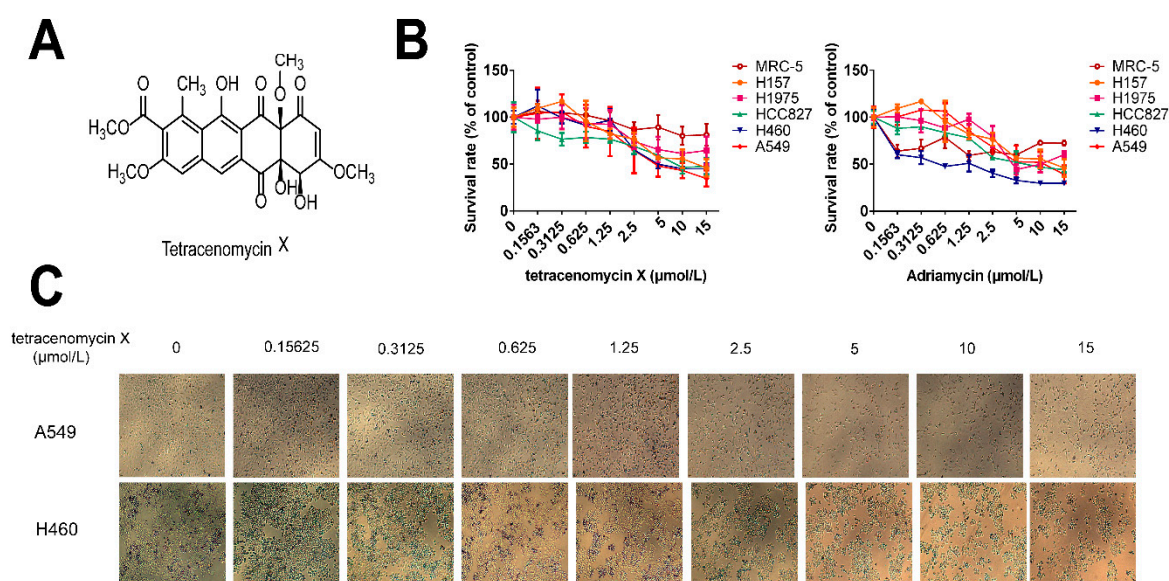 A
CH₃
O
CH₃
OH
O
O
O
H₃CO
H₃CO
O
OH
OH
OCH₃
Tetracenomycin X
B
Survival rate (% of control)
150
100
50
0
0
0.1563
0.3125
0.625
1.25
2.5
5
10
15
tetracenomycin X (μmol/L)
MRC-5
H157
H1975
HCC827
H460
A549
Survival rate (% of control)
150
100
50
0
0
0.1563
0.3125
0.625
1.25
2.5
5
10
15
Adriamycin (μmol/L)
MRC-5
H157
H1975
HCC827
H460
A549
C
tetracenomycin X
(μmol/L)
0 0.15625 0.3125 0.625 1.25 2.5 5 10 15
A549
H460